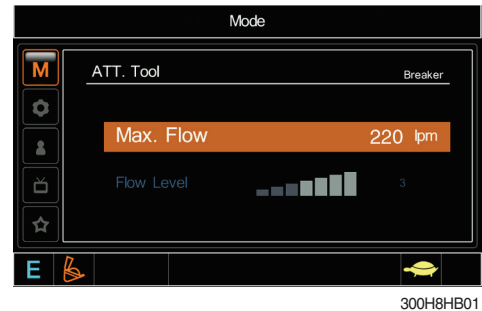 Mode
M
ATT. Tool Breaker
Max. Flow 220 lpm
Flow Level 3
E
300H8HB01